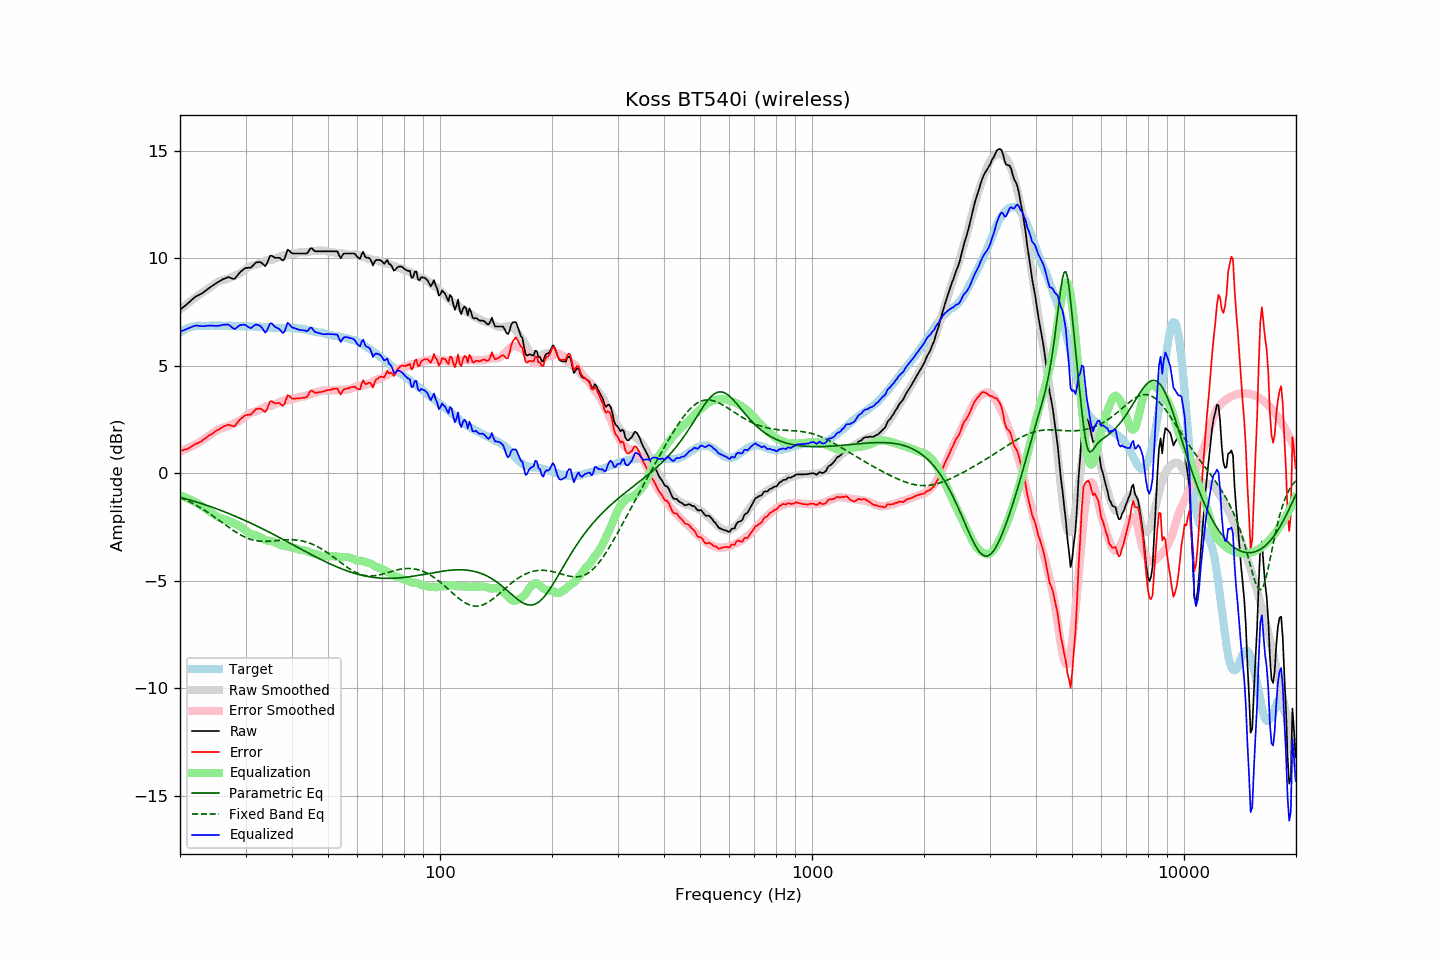 Koss BT540i (wireless)
15
10
5
0
−5
−10
−15
Amplitude (dBr)
Target
Raw Smoothed
Error Smoothed
Raw
Error
Equalization
Parametric Eq
Fixed Band Eq
Equalized
100
1000
10000
Frequency (Hz)